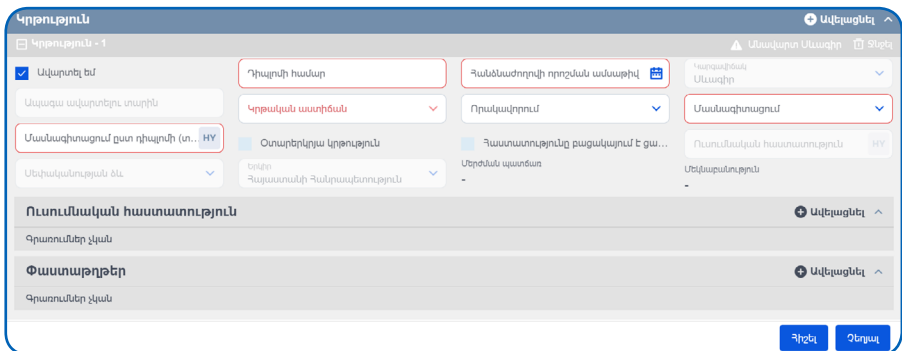 Կրթություն
Ավելացնել
Կրթություն - 1
Անավարտ Սևագիր
Ջնջել
Ավարտել եմ
Դիպլոմի համար
Հանձնաժողովի որոշման ամսաթիվ
Կարգավիճակ
Սևագիր
Ապագա ավարտելու տարին
Կրթական աստիճան
Որակավորում
Մասնագիտացում
Մասնագիտացում ըստ դիպլոմի (տ... HY
Օտարերկրյա կրթություն
Հաստատությունը բացակայում է ցա...
Ուսումնական հաստատություն HY
Սեփականության ձև
Երկիր
Հայաստանի Հանրապետություն
Մերժման պատճառ
-
Մեկնաբանություն
-
Ուսումնական հաստատություն
Ավելացնել
Գրառումներ չկան
Փաստաթղթեր
Ավելացնել
Գրառումներ չկան
Հիշել
Չեղյալ